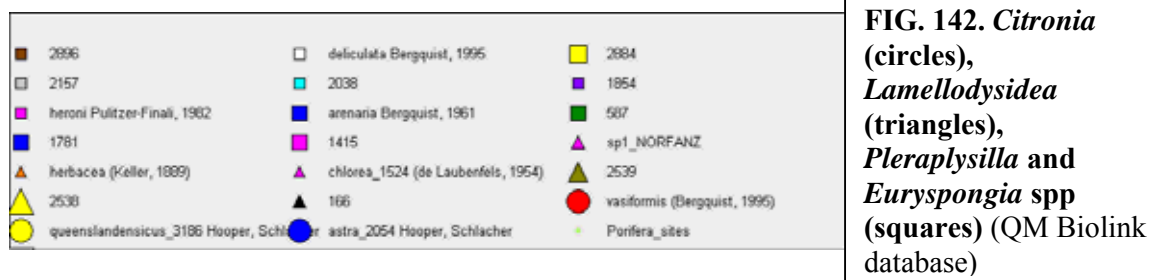 2896 deliculata Bergquist, 1995 2884
2157 2038 1854
heroni Pulitzer-Finali, 1982 arenaria Bergquist, 1961 587
1781 1415 sp1_NORFANZ
herbacea (Keller, 1889) chlorea_1524 (de Laubenfels, 1954) 2539
2538 166 vasiformis (Bergquist, 1995)
queenslandensicus_3186 Hooper, Schl er astra_2054 Hooper, Schlacher Porifera_sites
FIG. 142. Citronia
(circles),
Lamellodysidea
(triangles),
Pleraplysilla and
Euryspongia spp
(squares) (QM Biolink
database)